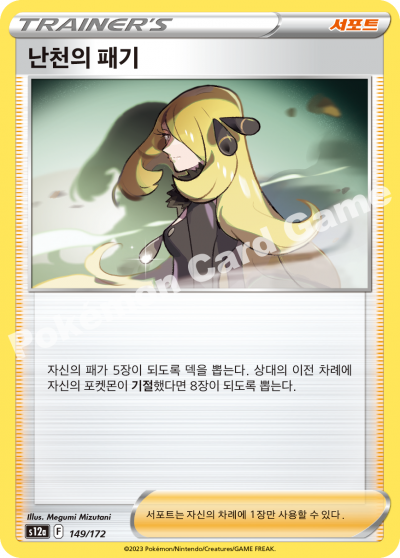 TRAINER'S
서포트
난천의 패기
Pokémon Card Game
자신의 패가 5장이 되도록 덱을 뽑는다. 상대의 이전 차례에
자신의 포켓몬이 기절했다면 8장이 되도록 뽑는다.
Illus. Megumi Mizutani
s12a F 149/172
서포트는 자신의 차례에 1장만 사용할 수 있다.
©2023 Pokémon/Nintendo/Creatures/GAME FREAK.